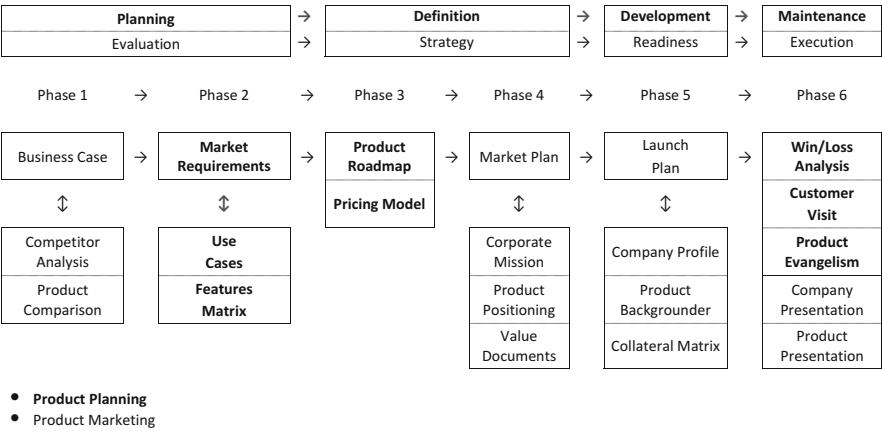 Planning → Definition → Development → Maintenance
Evaluation → Strategy → Readiness → Execution
Phase 1 → Phase 2 → Phase 3 → Phase 4 → Phase 5 → Phase 6
Business Case → Market
Requirements → Product
Roadmap → Market Plan → Launch
Plan → Win/Loss
Analysis
Pricing Model
Customer
Visit
Competitor
Analysis
Product
Comparison
Use
Cases
Features
Matrix
Corporate
Mission
Product
Positioning
Value
Documents
Company Profile
Product
Backgrounder
Collateral Matrix
Product
Evangelism
Company
Presentation
Product
Presentation
• Product Planning
• Product Marketing